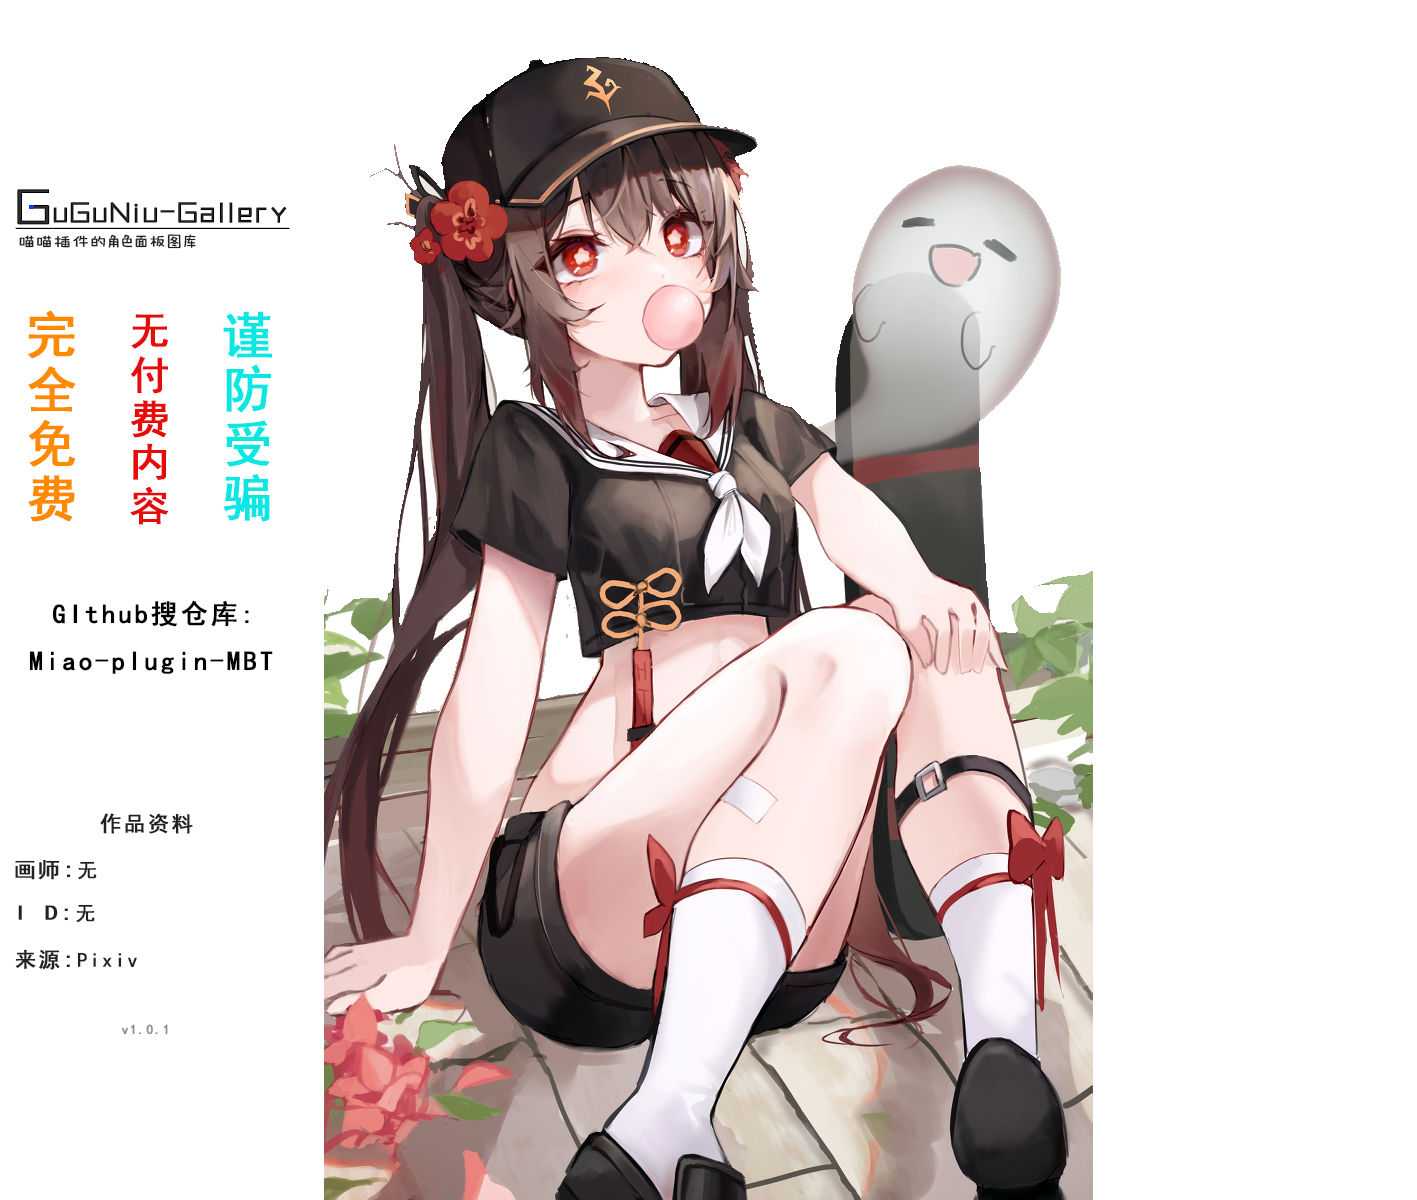 GuGuNiu-Gallery
喵喵插件的角色面板图库
完全免费
无付费内容
谨防受骗
GIthub搜仓库:
Miao-plugin-MBT
作品资料
画师:无
I D:无
来源:Pixiv
v1.0.1